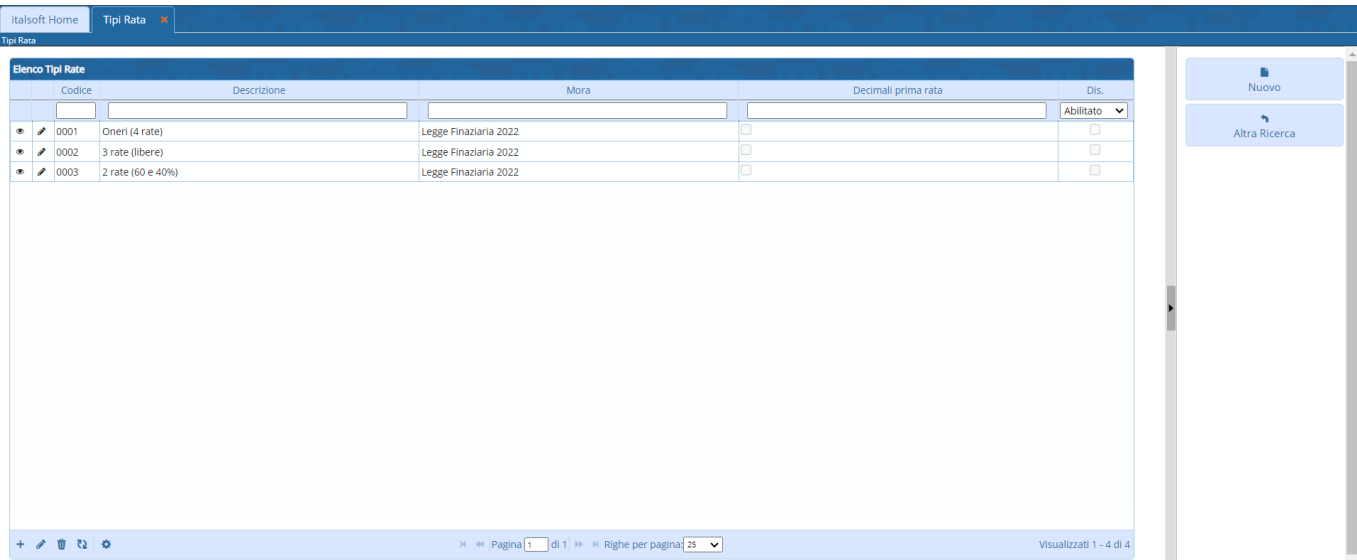 italsoft Home
Tipi Rata
Tipi Rata
Elenco Tipi Rate
Codice Descrizione Mora Decimali prima rata Dis.
Abilitato
0001 Oneri (4 rate) Legge Finaziaria 2022
0002 3 rate (libere) Legge Finaziaria 2022
0003 2 rate (60 e 40%) Legge Finaziaria 2022
Pagina 1 di 1 Righe per pagina: 25 Visualizzati 1 - 4 di 4
Nuovo
Altra Ricerca